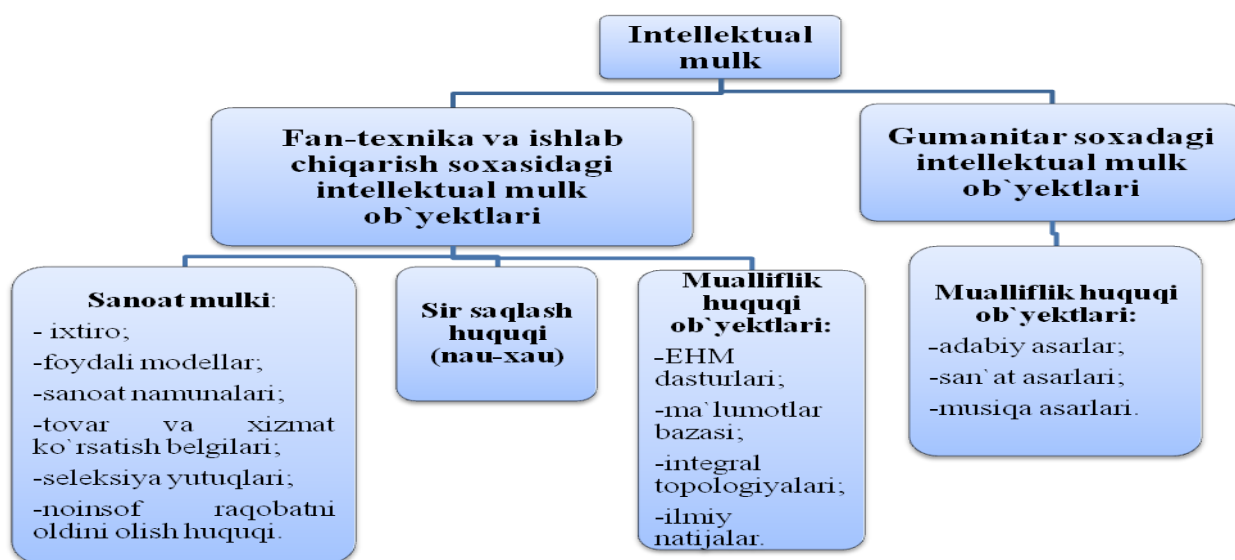 Intellektual
mulk
Fan-texnika va ishlab
chiqarish soxasidagi
intellektual mulk
ob`yektlari
Gumanitar soxadagi
intellektual mulk
ob`yektlari
Sanoat mulki:
- ixtiro;
-foydali modellar;
-sanoat namunalari;
-tovar va xizmat
ko`rsatish belgilari;
-seleksiya yutuqlari;
-noinsof raqobatni
oldini olish huquqi.
Sir saqlash
huquqi
(nau-xau)
Mualliflik
huquqi
ob`yektlari:
-EHM
dasturlari;
-ma`lumotlar
bazasi;
-integral
topologiyalari;
-ilmiy
natijalar.
Mualliflik huquqi
ob`yektlari:
-adabiy asarlar;
-san`at asarlari;
-musiqa asarlari.